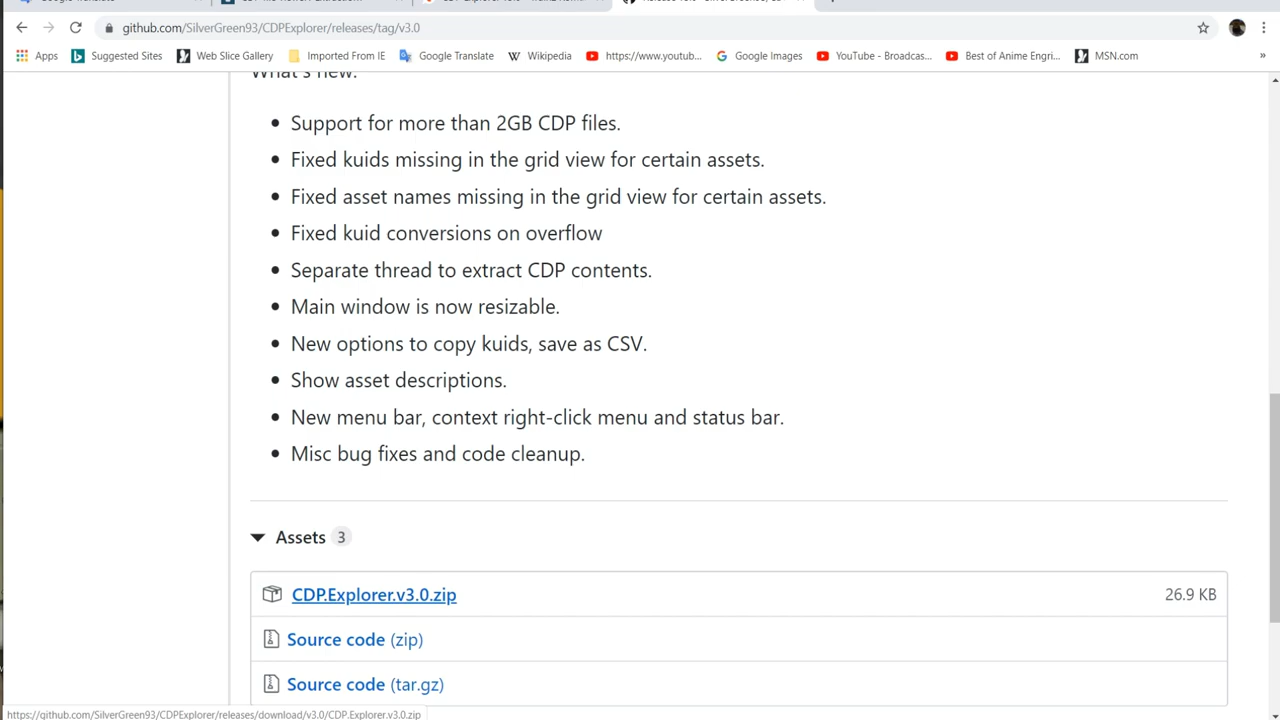 github.com/SilverGreen93/CDPExplorer/releases/tag/v3.0
Apps Suggested Sites Web Slice Gallery Imported From IE Google Translate Wikipedia https://www.youtub... Google Images YouTube - Broadcas... Best of Anime Engri... MSN.com »
What's new:
• Support for more than 2GB CDP files.
• Fixed kuids missing in the grid view for certain assets.
• Fixed asset names missing in the grid view for certain assets.
• Fixed kuid conversions on overflow
• Separate thread to extract CDP contents.
• Main window is now resizable.
• New options to copy kuids, save as CSV.
• Show asset descriptions.
• New menu bar, context right-click menu and status bar.
• Misc bug fixes and code cleanup.
Assets 3
CDP.Explorer.v3.0.zip 26.9 KB
Source code (zip)
Source code (tar.gz)
https://github.com/SilverGreen93/CDPExplorer/releases/download/v3.0/CDP.Explorer.v3.0.zip